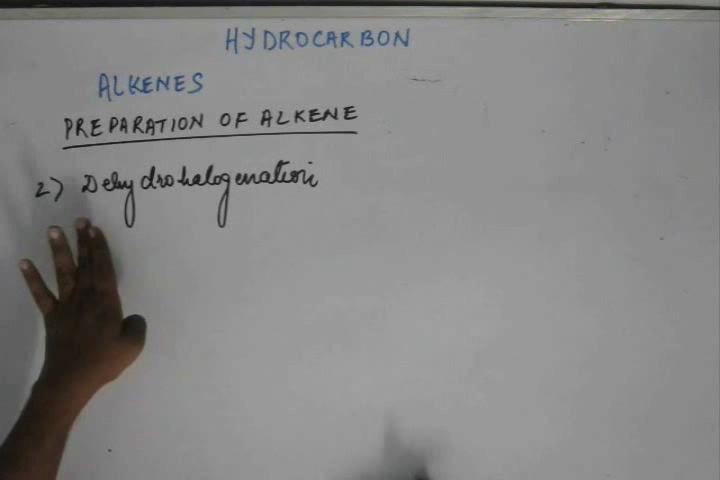 HYDROCARBON
ALKENES
PREPARATION OF ALKENE
2) Dehydrohalogenation